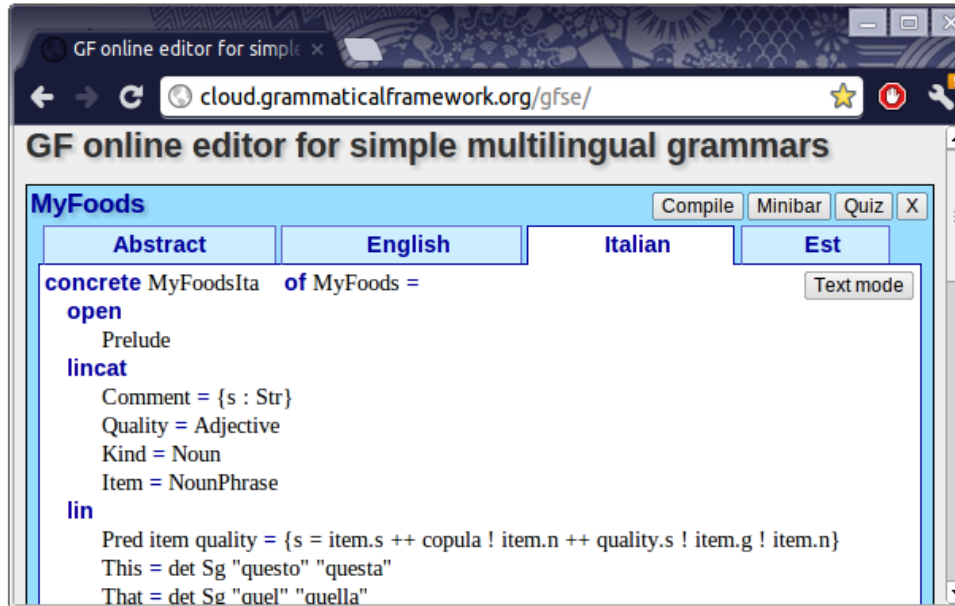 GF online editor for simple
cloud.grammaticalframework.org/gfse/
GF online editor for simple multilingual grammars
MyFoods Compile Minibar Quiz X
Abstract English Italian Est
concrete MyFoodsIta of MyFoods = Text mode
open
Prelude
lincat
Comment = {s : Str}
Quality = Adjective
Kind = Noun
Item = NounPhrase
lin
Pred item quality = {s = item.s ++ copula ! item.n ++ quality.s ! item.g ! item.n}
This = det Sg "questo" "questa"
That = det Sg "quel" "quella"